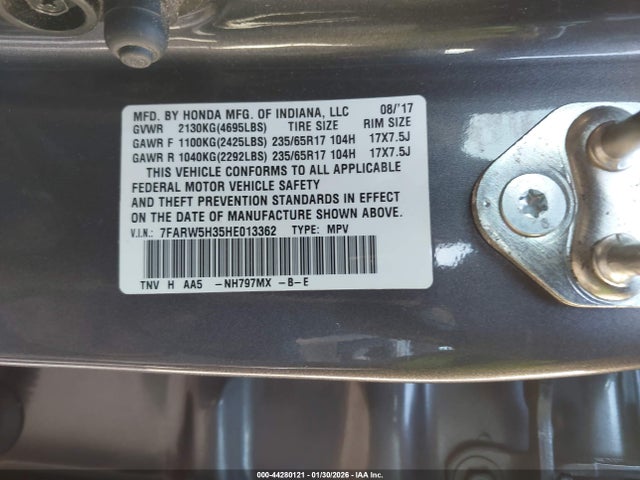 MFD. BY HONDA MFG. OF INDIANA, LLC 08/'17
GVWR 2130KG(4695LBS) TIRE SIZE RIM SIZE
GAWR F 1100KG(2425LBS) 235/65R17 104H 17X7.5J
GAWR R 1040KG(2292LBS) 235/65R17 104H 17X7.5J
THIS VEHICLE CONFORMS TO ALL APPLICABLE
FEDERAL MOTOR VEHICLE SAFETY
AND THEFT PREVENTION STANDARDS IN EFFECT
ON THE DATE OF MANUFACTURE SHOWN ABOVE.
V.I.N.: 7FARW5H35HE013362 TYPE: MPV
TNV H AA5 -NH797MX -B-E
000-44280121 - 01/30/2026 - IAA Inc.